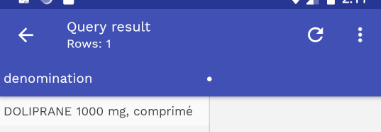 Query result
Rows: 1
denomination
DOLIPRANE 1000 mg, comprimé